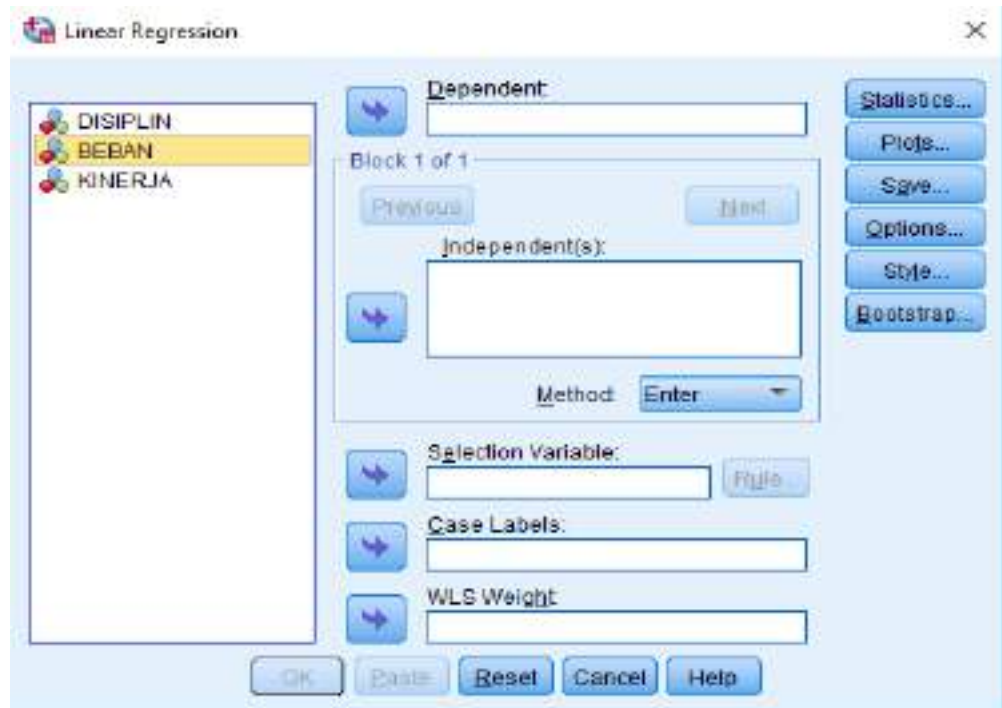 Linear Regression
DISIPLIN
BEBAN
KINERJA
Dependent:
Block 1 of 1
Previous
Next
Independent(s):
Method:
Enter
Selection Variable:
Rule...
Case Labels:
WLS Weight:
Statistics...
Plots...
Save...
Options...
Style...
Bootstrap...
OK
Paste
Reset
Cancel
Help